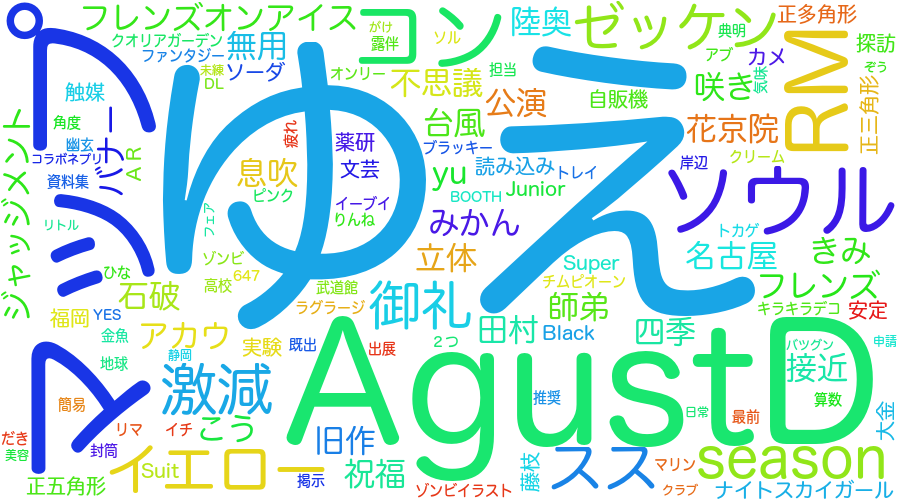 フレンズオンアイス
コン
がけ
露伴
ソル
陸奥
ゼッケン
典明
正多角形
クオリアガーデン
無用
ファンタジー
末練
DL
ソーダ
オンリー
不思議
担当
アブ
カメ
RM
探訪
ぞう
プ
ゆえ
触媒
公演
自販機
咲き
気味
正三角形
角度
バナー
疲れ
薬研
台風
ブラッキー
花京院
幽玄
AR
コラボネプリ
息吹
文芸
読み込み
トレイ
岸辺
クリーム
ジャッジメント
資料集
ピンク
イーブイ
yu
BOOTH
Junior
ソウル
リトル
フェア
りんね
みかん
トカゲ
マシ
ひな
ゾンビ
647
高校
武道館
立体
Super
名古屋
きみ
石破
ラグラージ
御礼
チムピオーン
師弟
フレンズ
キラキラデコ
福岡
YES
アカウ
田村
Black
四季
安定
金魚
地球
静岡
実験
既出
出展
2つ
パツグン
接近
申請
激減
AgustD
簡易
推奨
日常
最前
算数
だき
美容
リマ
イチ
こう
旧作
大金
封筒
イエロー
Suit
掲示
祝福
藤枝
スス
マリン
season
正五角形
ゾンビイラスト
クラブ
ナイトスカイガール